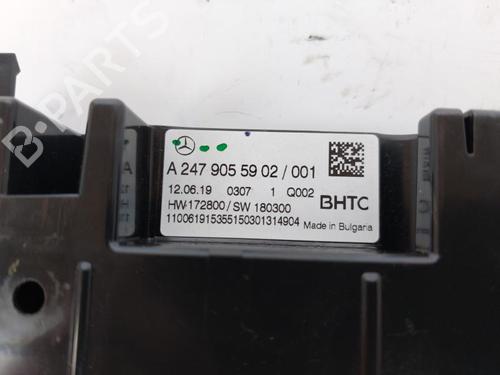 A 247 905 59 02 / 001
12.06.19 0307 1 Q002
HW 172800 / SW 180300
110061915355150301314904
BHTC
Made in Bulgaria
B-PARTS